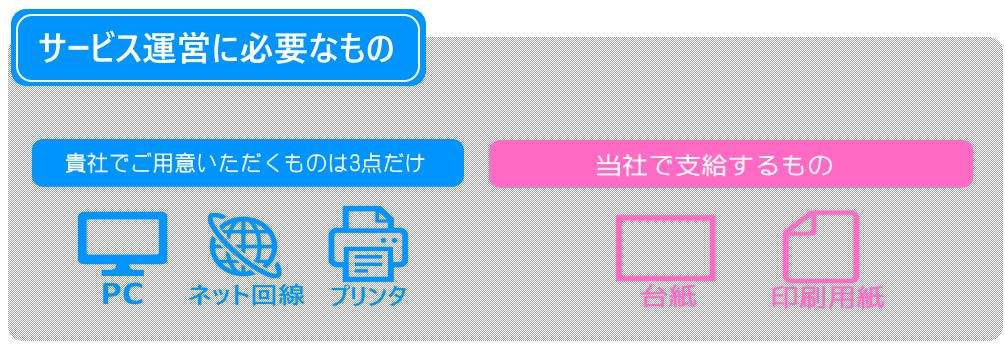 サービス運営に必要なもの
貴社でご用意いただくものは3点だけ
当社で支給するもの
PC
ネット回線
プリンタ
台紙
印刷用紙